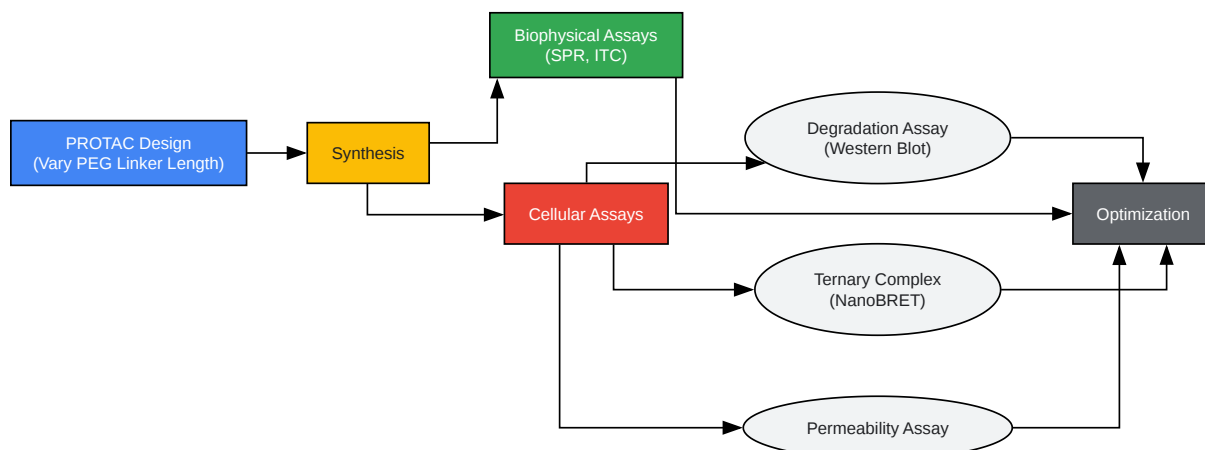 Biophysical Assays
(SPR, ITC)
PROTAC Design
(Vary PEG Linker Length)
Synthesis
Degradation Assay
(Western Blot)
Cellular Assays
Optimization
Ternary Complex
(NanoBRET)
Permeability Assay